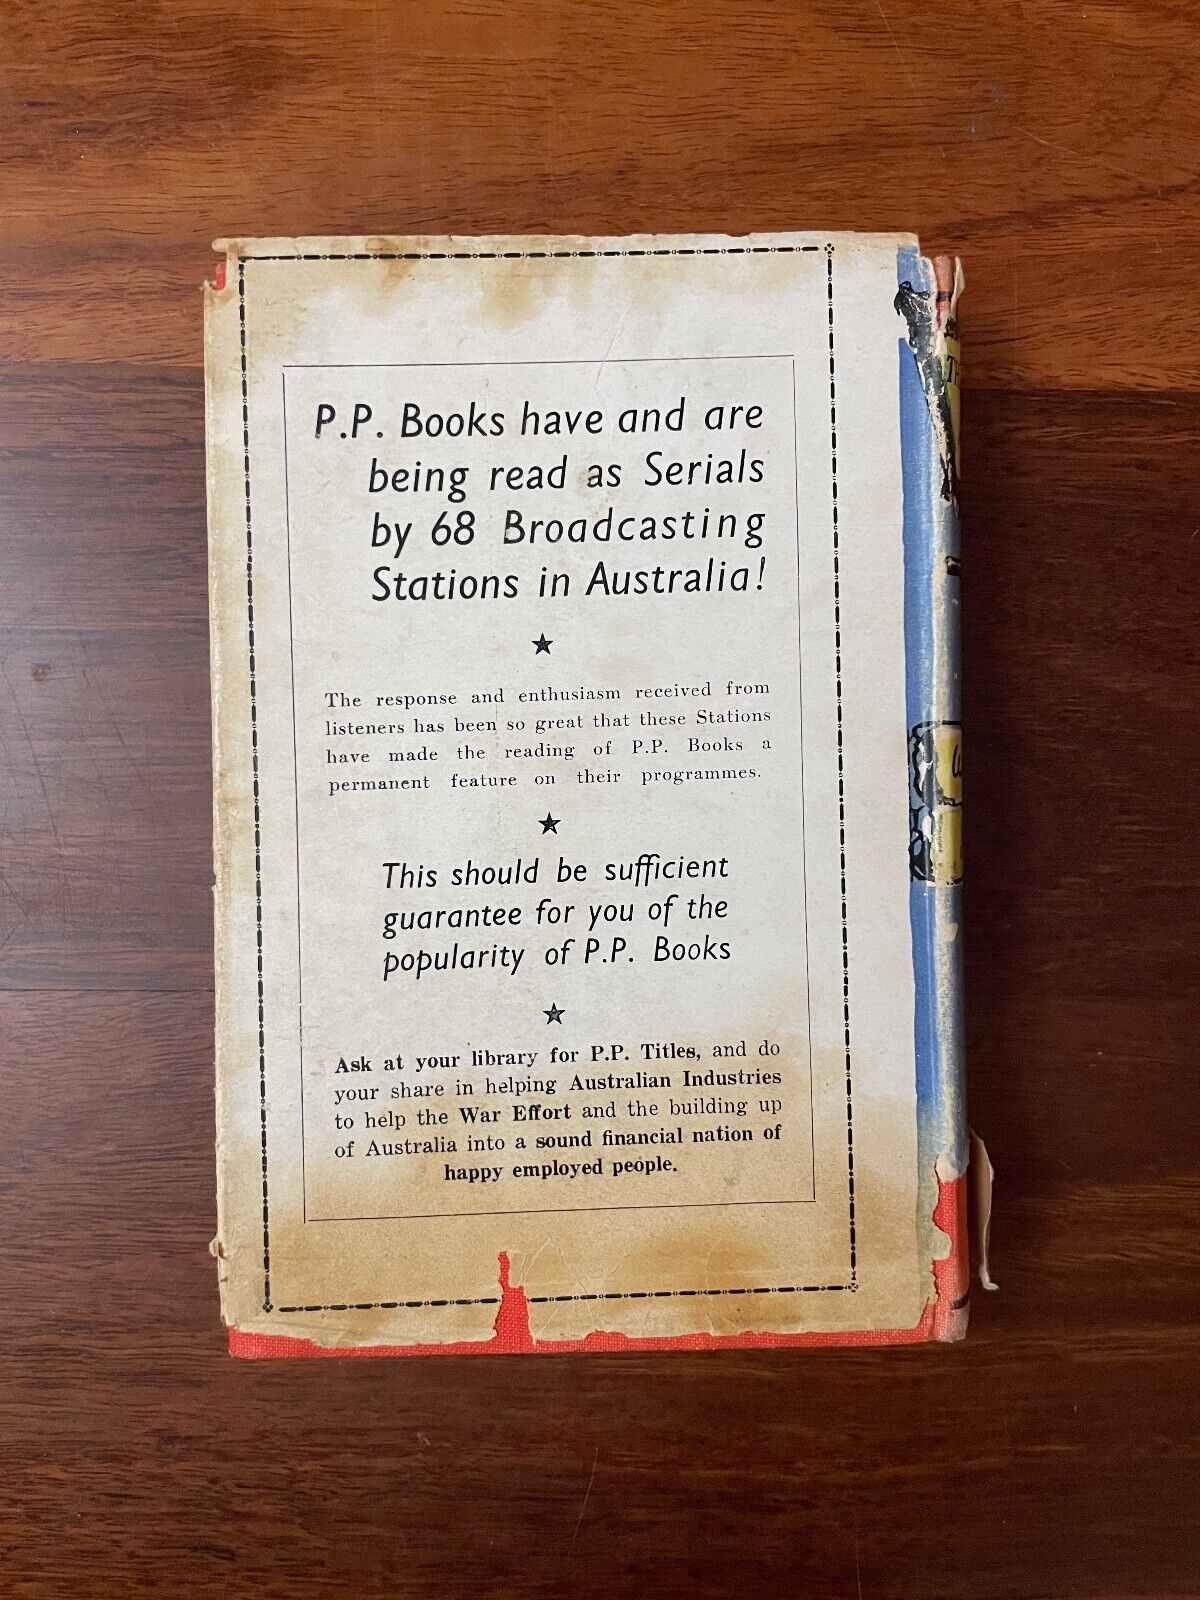 P.P. Books have and are
being read as Serials
by 68 Broadcasting
Stations in Australia!
The response and enthusiasm received from
listeners has been so great that these Stations
have made the reading of P.P. Books a
permanent feature on their programmes.
This should be sufficient
guarantee for you of the
popularity of P.P. Books
Ask at your library for P.P. Titles, and do
your share in helping Australian Industries
to help the War Effort and the building up
of Australia into a sound financial nation of
happy employed people.